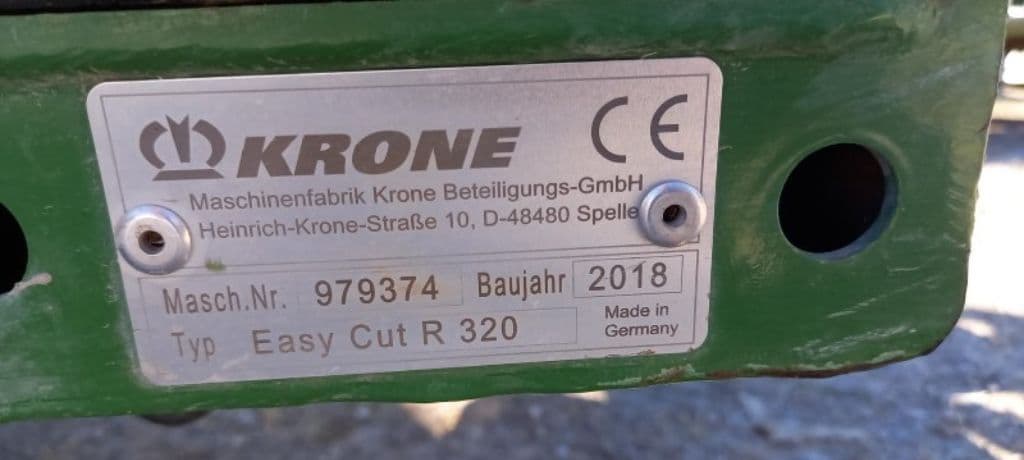 KRONE
CE
Maschinenfabrik Krone Beteiligungs-GmbH
Heinrich-Krone-Straße 10, D-48480 Spelle
Masch.Nr. 979374 Baujahr 2018
Typ Easy Cut R 320
Made in
Germany